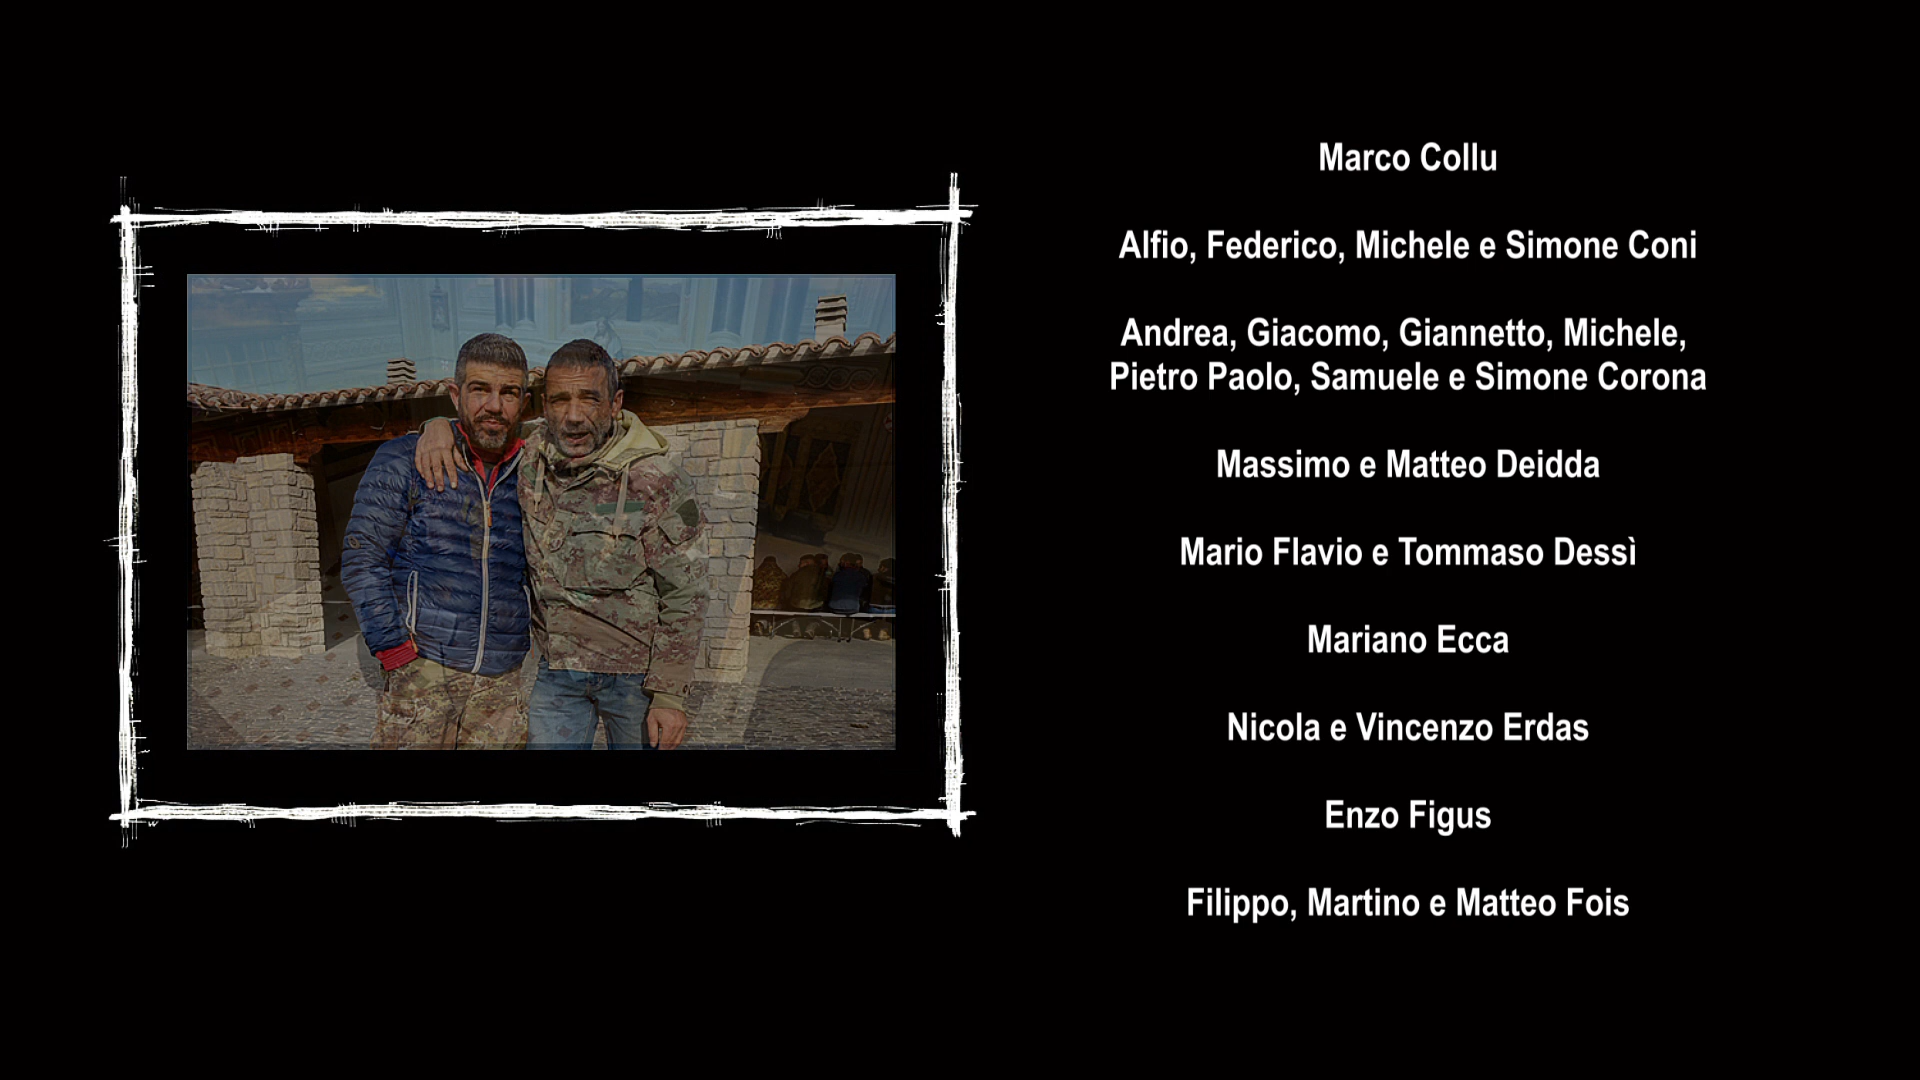 Marco Collu
Alfio, Federico, Michele e Simone Coni
Andrea, Giacomo, Giannetto, Michele,
Pietro Paolo, Samuele e Simone Corona
Massimo e Matteo Deidda
Mario Flavio e Tommaso Dessì
Mariano Ecca
Nicola e Vincenzo Erdas
Enzo Figus
Filippo, Martino e Matteo Fois